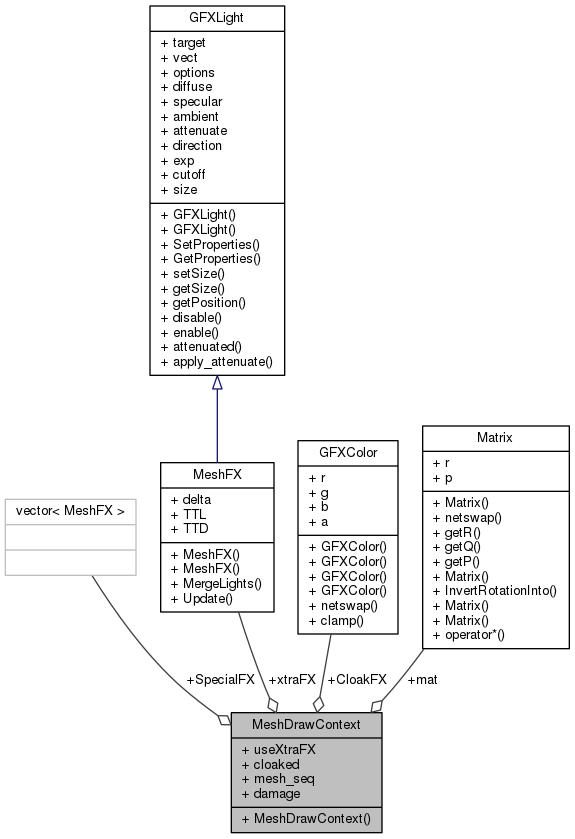 GFXLight
+ target
+ vect
+ options
+ diffuse
+ specular
+ ambient
+ attenuate
+ direction
+ exp
+ cutoff
+ size
+ GFXLight()
+ GFXLight()
+ SetProperties()
+ GetProperties()
+ setSize()
+ getSize()
+ getPosition()
+ disable()
+ enable()
+ attenuated()
+ apply_attenuate()
vector< MeshFX >
MeshFX
+ delta
+ TTL
+ TTD
+ MeshFX()
+ MeshFX()
+ MergeLights()
+ Update()
GFXColor
+ r
+ g
+ b
+ a
+ GFXColor()
+ GFXColor()
+ GFXColor()
+ GFXColor()
+ netswap()
+ clamp()
Matrix
+ r
+ p
+ Matrix()
+ netswap()
+ getR()
+ getQ()
+ getP()
+ Matrix()
+ InvertRotationInto()
+ Matrix()
+ Matrix()
+ operator*()
+SpecialFX
+xtraFX
+CloakFX
+mat
MeshDrawContext
+ useXtraFX
+ cloaked
+ mesh_seq
+ damage
+ MeshDrawContext()